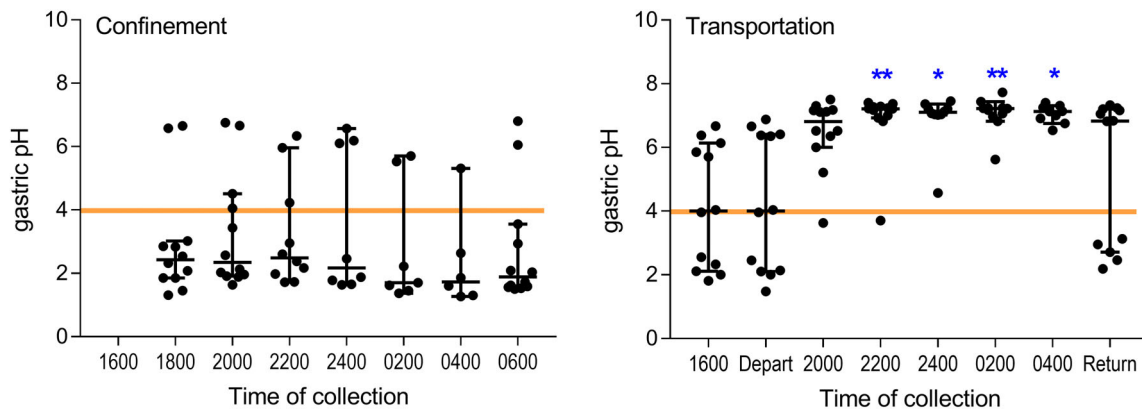 Confinement
gastric pH
10
8
6
4
2
0
1600 1800 2000 2200 2400 0200 0400 0600
Time of collection
Transportation
gastric pH
10
8
6
4
2
0
** * ** *
1600 Depart 2000 2200 2400 0200 0400 Return
Time of collection